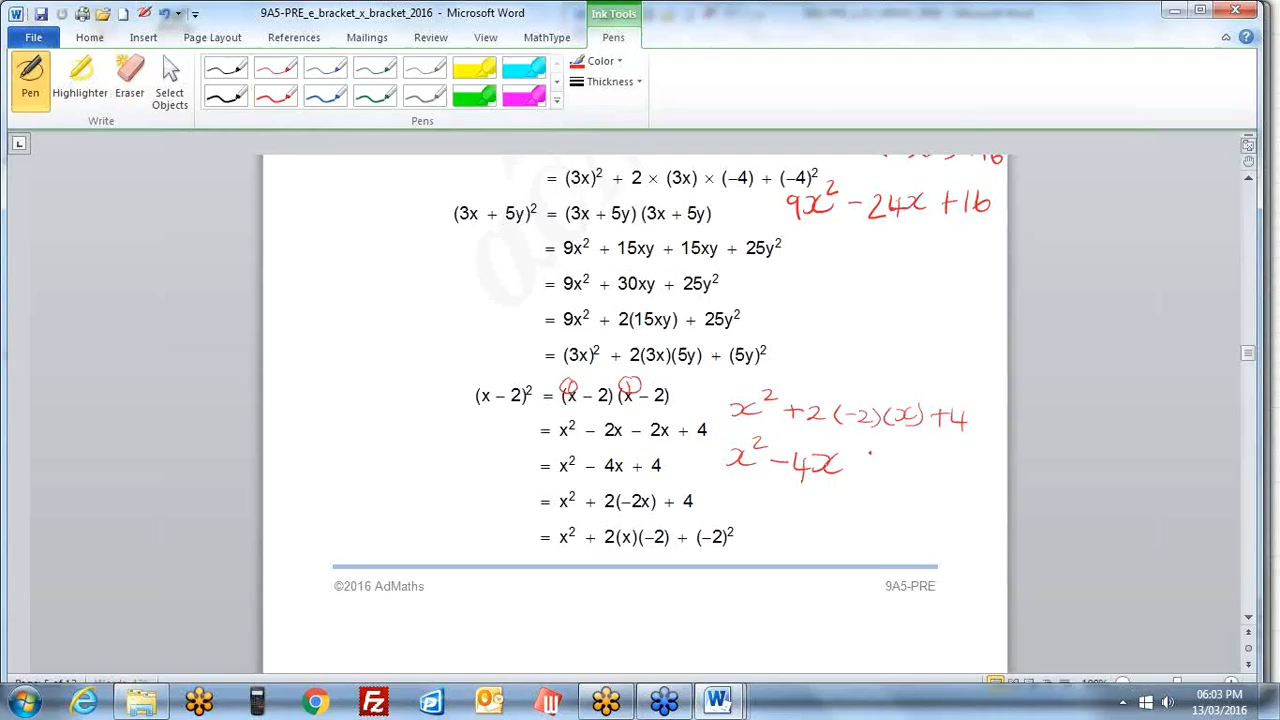 9A5-PRE_e_bracket_x_bracket_2016 - Microsoft Word
Ink Tools
File Home Insert Page Layout References Mailings Review View MathType Pens
Pen Highlighter Eraser Select Objects
Color
Thickness
Write Pens
= (3x)² + 2 × (3x) × (−4) + (−4)²
9x² − 24x + 16
(3x + 5y)² = (3x + 5y) (3x + 5y)
= 9x² + 15xy + 15xy + 25y²
= 9x² + 30xy + 25y²
= 9x² + 2(15xy) + 25y²
= (3x)² + 2(3x)(5y) + (5y)²
(x − 2)² = (x − 2) (x − 2)
x² + 2 (−2)(x) + 4
= x² − 2x − 2x + 4
= x² − 4x + 4
x² − 4x
= x² + 2(−2x) + 4
= x² + 2(x)(−2) + (−2)²
©2016 AdMaths 9A5-PRE
06:03 PM
13/03/2016